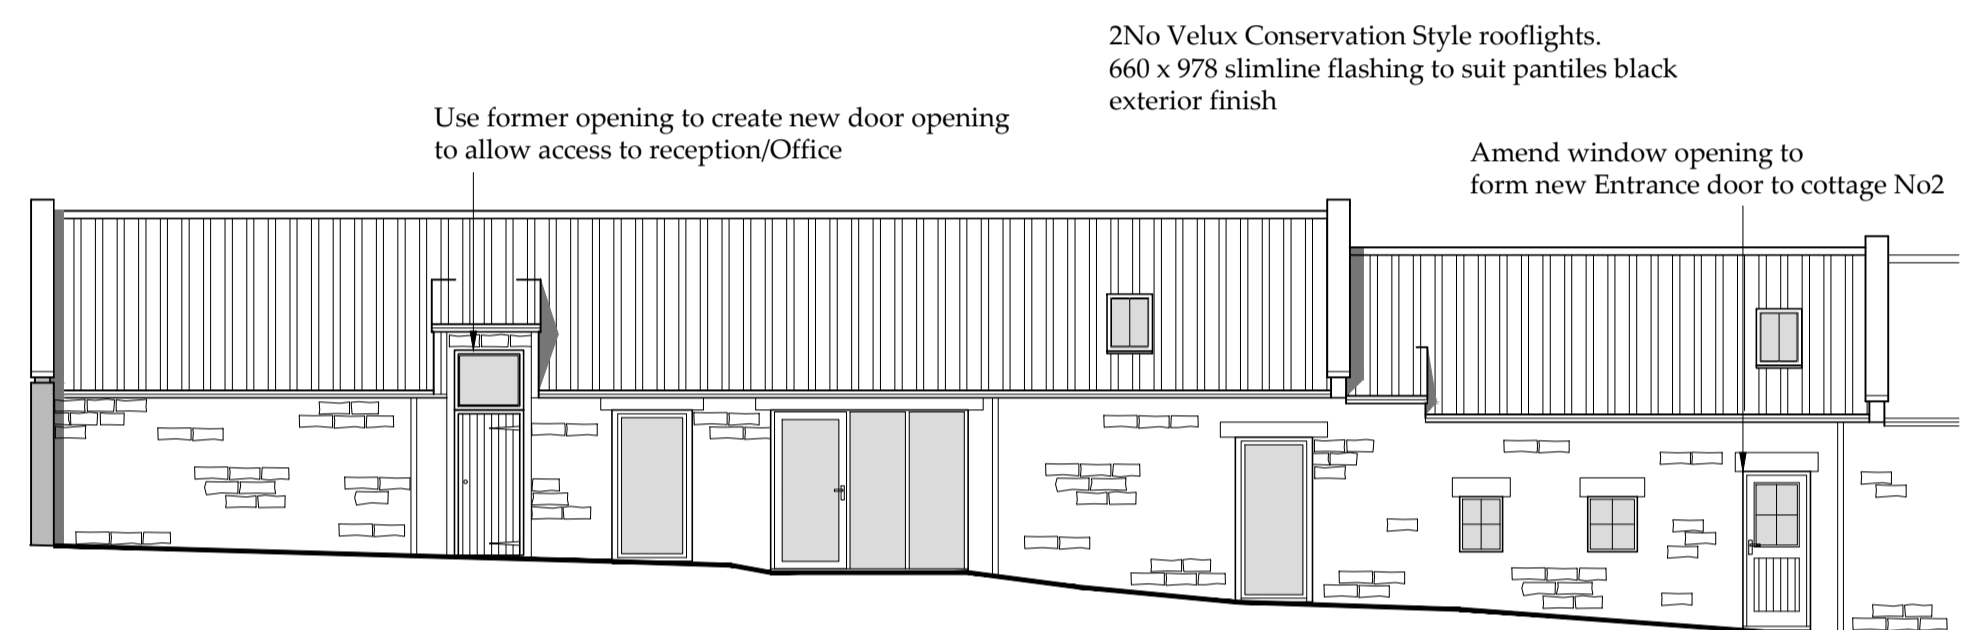 2No Velux Conservation Style rooflights.
660 x 978 slimline flashing to suit pantiles black
exterior finish
Use former opening to create new door opening
to allow access to reception/Office
Amend window opening to
form new Entrance door to cottage No2